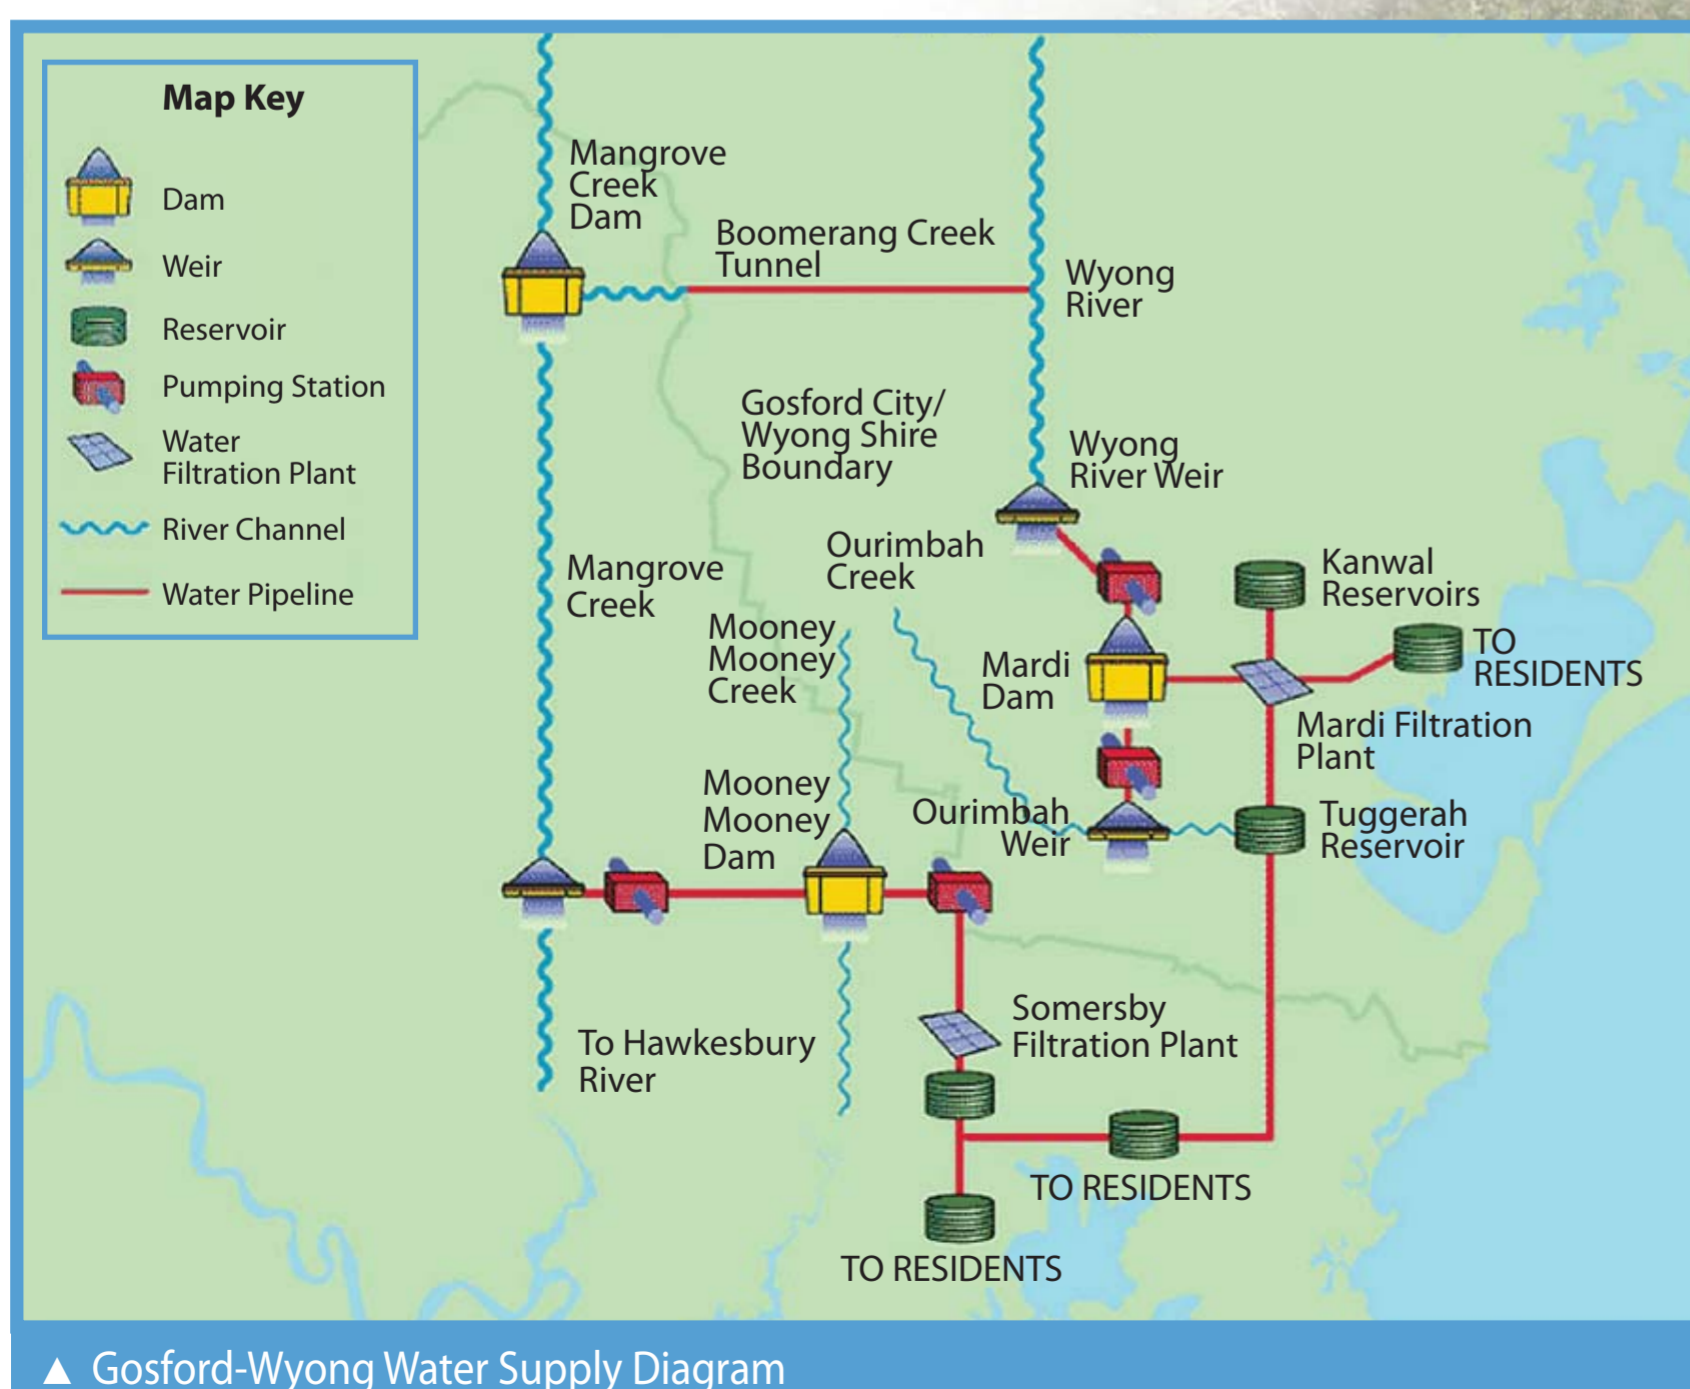 Map Key
Dam
Weir
Reservoir
Pumping Station
Water
Filtration Plant
River Channel
Water Pipeline
Mangrove
Creek
Dam
Boomerang Creek
Tunnel
Wyong
River
Gosford City/
Wyong Shire
Boundary
Wyong
River Weir
Ourimbah
Creek
Kanwal
Reservoirs
Mangrove
Creek
Mooney
Mooney
Creek
Mardi
Dam
TO
RESIDENTS
Mardi Filtration
Plant
Mooney
Mooney
Dam
Ourimbah
Weir
Tuggerah
Reservoir
Somersby
Filtration Plant
To Hawkesbury
River
TO RESIDENTS
TO RESIDENTS
▲ Gosford-Wyong Water Supply Diagram